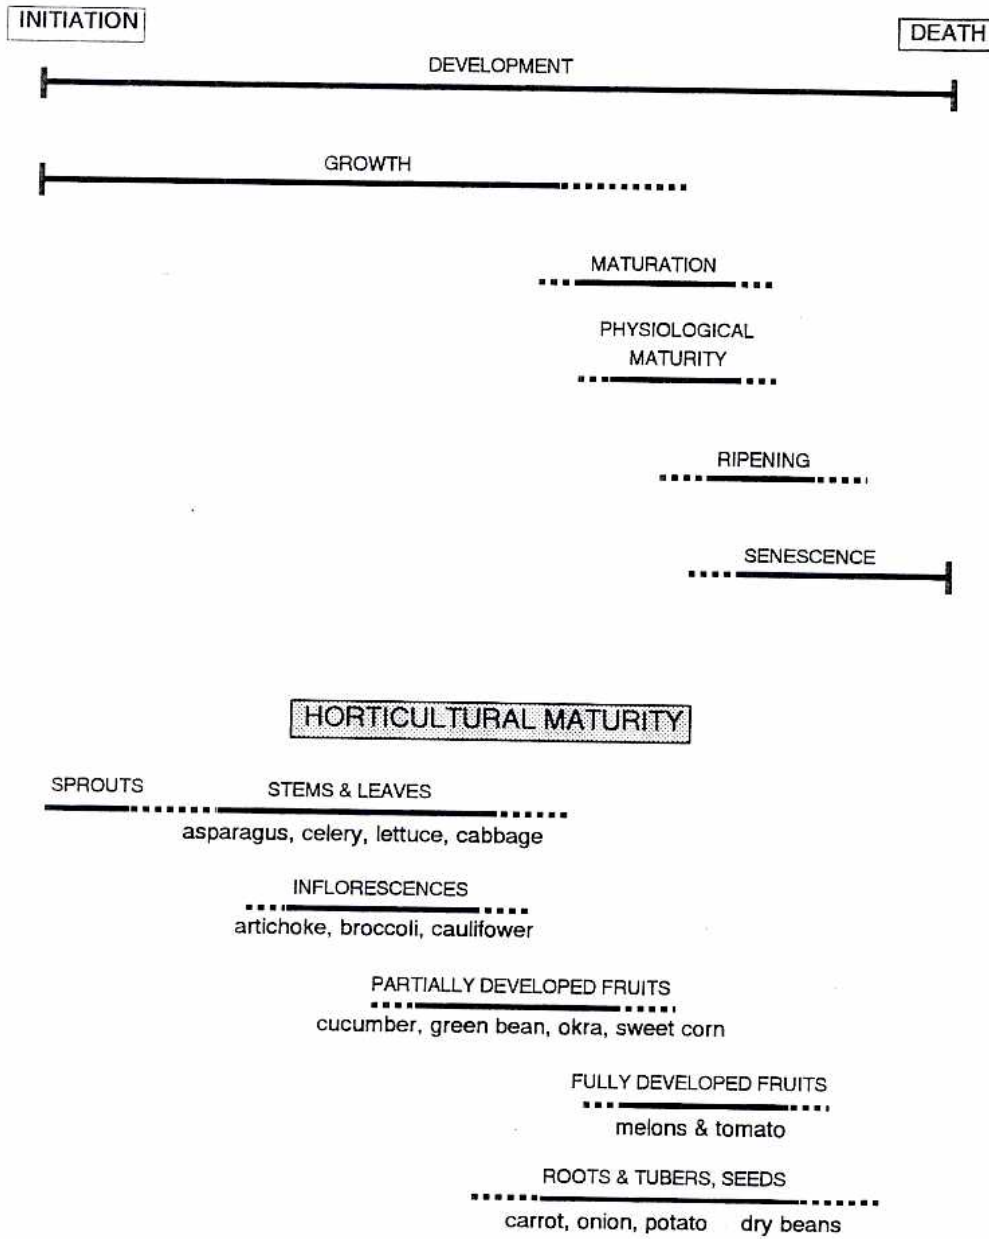 INITIATION
DEATH
DEVELOPMENT
GROWTH
MATURATION
PHYSIOLOGICAL
MATURITY
RIPENING
SENESCENCE
HORTICULTURAL MATURITY
SPROUTS
STEMS & LEAVES
asparagus, celery, lettuce, cabbage
INFLORESCENCES
artichoke, broccoli, caulifower
PARTIALLY DEVELOPED FRUITS
cucumber, green bean, okra, sweet corn
FULLY DEVELOPED FRUITS
melons & tomato
ROOTS & TUBERS, SEEDS
carrot, onion, potato dry beans